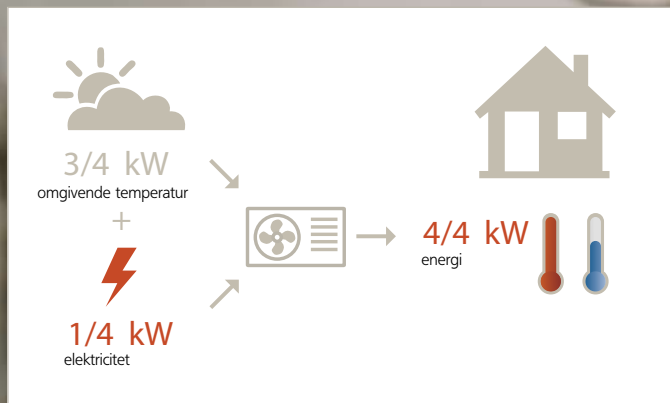 3/4 kW
omgivende temperatur
+
1/4 kW
elektricitet
4/4 kW
energi